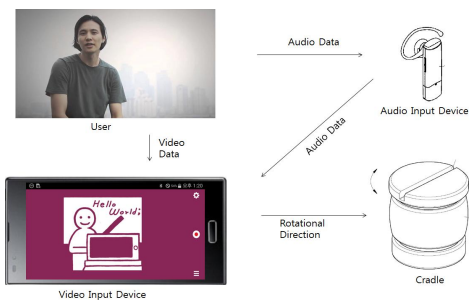 Audio Data
User
Video
Data
Audio Data
Audio Input Device
1:20
Hello
World;
Rotational
Direction
Cradle
Video Input Device